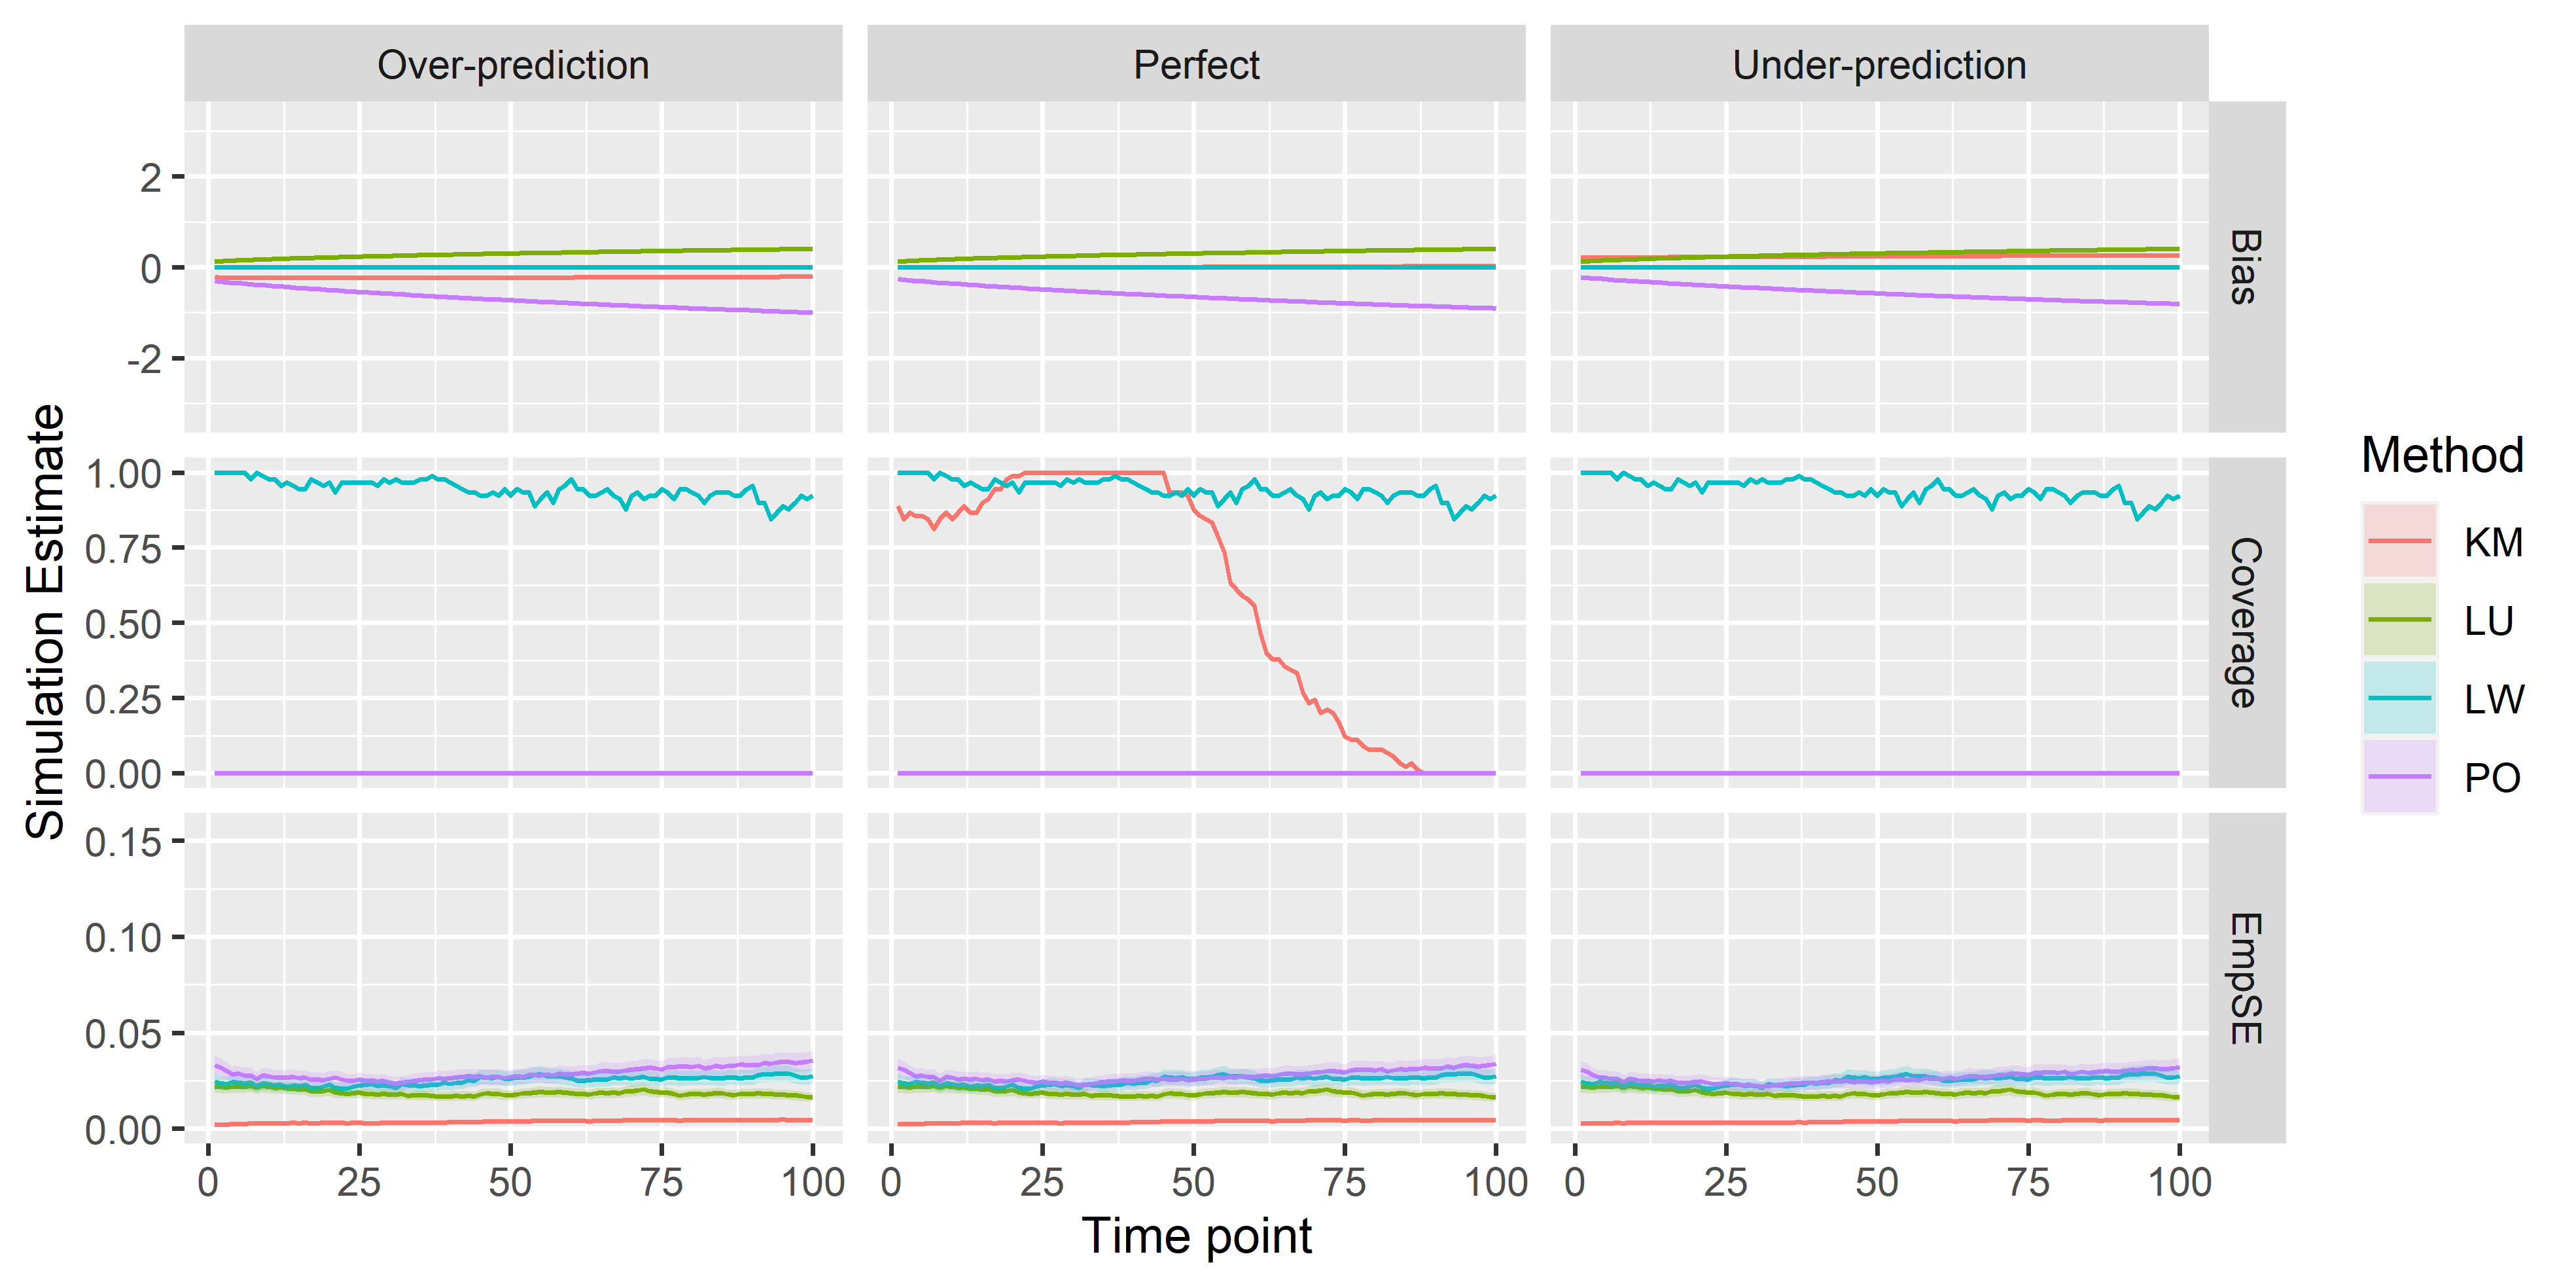 Over-prediction
Perfect
Under-prediction
2
0
-2
Bias
1.00
0.75
0.50
0.25
0.00
Coverage
0.15
0.10
0.05
0.00
EmpSE
0 25 50 75 100
0 25 50 75 100
0 25 50 75 100
Time point
Simulation Estimate
Method
KM
LU
LW
PO